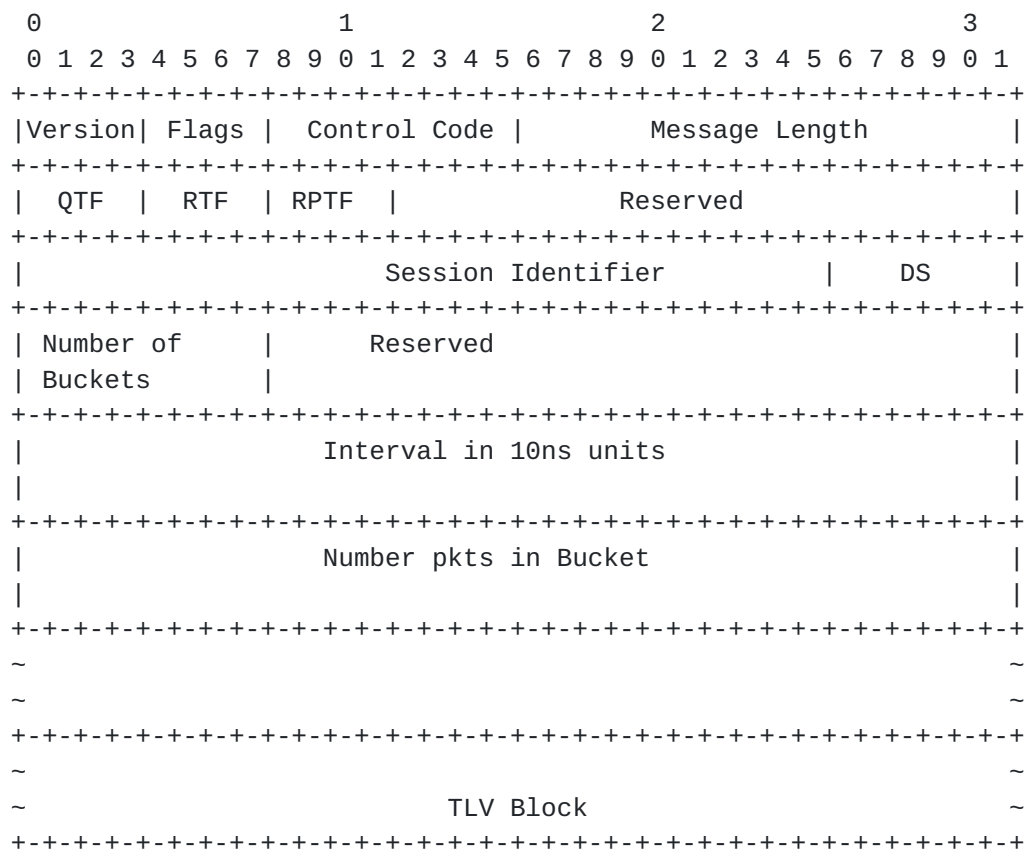 0                   1                   2                   3
 0 1 2 3 4 5 6 7 8 9 0 1 2 3 4 5 6 7 8 9 0 1 2 3 4 5 6 7 8 9 0 1
+-+-+-+-+-+-+-+-+-+-+-+-+-+-+-+-+-+-+-+-+-+-+-+-+-+-+-+-+-+-+-+-+
|Version| Flags |  Control Code |        Message Length         |
+-+-+-+-+-+-+-+-+-+-+-+-+-+-+-+-+-+-+-+-+-+-+-+-+-+-+-+-+-+-+-+-+
|  QTF  |  RTF  | RPTF  |              Reserved                 |
+-+-+-+-+-+-+-+-+-+-+-+-+-+-+-+-+-+-+-+-+-+-+-+-+-+-+-+-+-+-+-+-+
|                       Session Identifier          |    DS     |
+-+-+-+-+-+-+-+-+-+-+-+-+-+-+-+-+-+-+-+-+-+-+-+-+-+-+-+-+-+-+-+-+
| Number of     |      Reserved                                 |
| Buckets       |                                               |
+-+-+-+-+-+-+-+-+-+-+-+-+-+-+-+-+-+-+-+-+-+-+-+-+-+-+-+-+-+-+-+-+
|                   Interval in 10ns units                      |
|                                                               |
+-+-+-+-+-+-+-+-+-+-+-+-+-+-+-+-+-+-+-+-+-+-+-+-+-+-+-+-+-+-+-+-+
|                   Number pkts in Bucket                       |
|                                                               |
+-+-+-+-+-+-+-+-+-+-+-+-+-+-+-+-+-+-+-+-+-+-+-+-+-+-+-+-+-+-+-+-+
~                                                               ~
~                                                               ~
+-+-+-+-+-+-+-+-+-+-+-+-+-+-+-+-+-+-+-+-+-+-+-+-+-+-+-+-+-+-+-+-+
~                                                               ~
~                           TLV Block                           ~
+-+-+-+-+-+-+-+-+-+-+-+-+-+-+-+-+-+-+-+-+-+-+-+-+-+-+-+-+-+-+-+-+